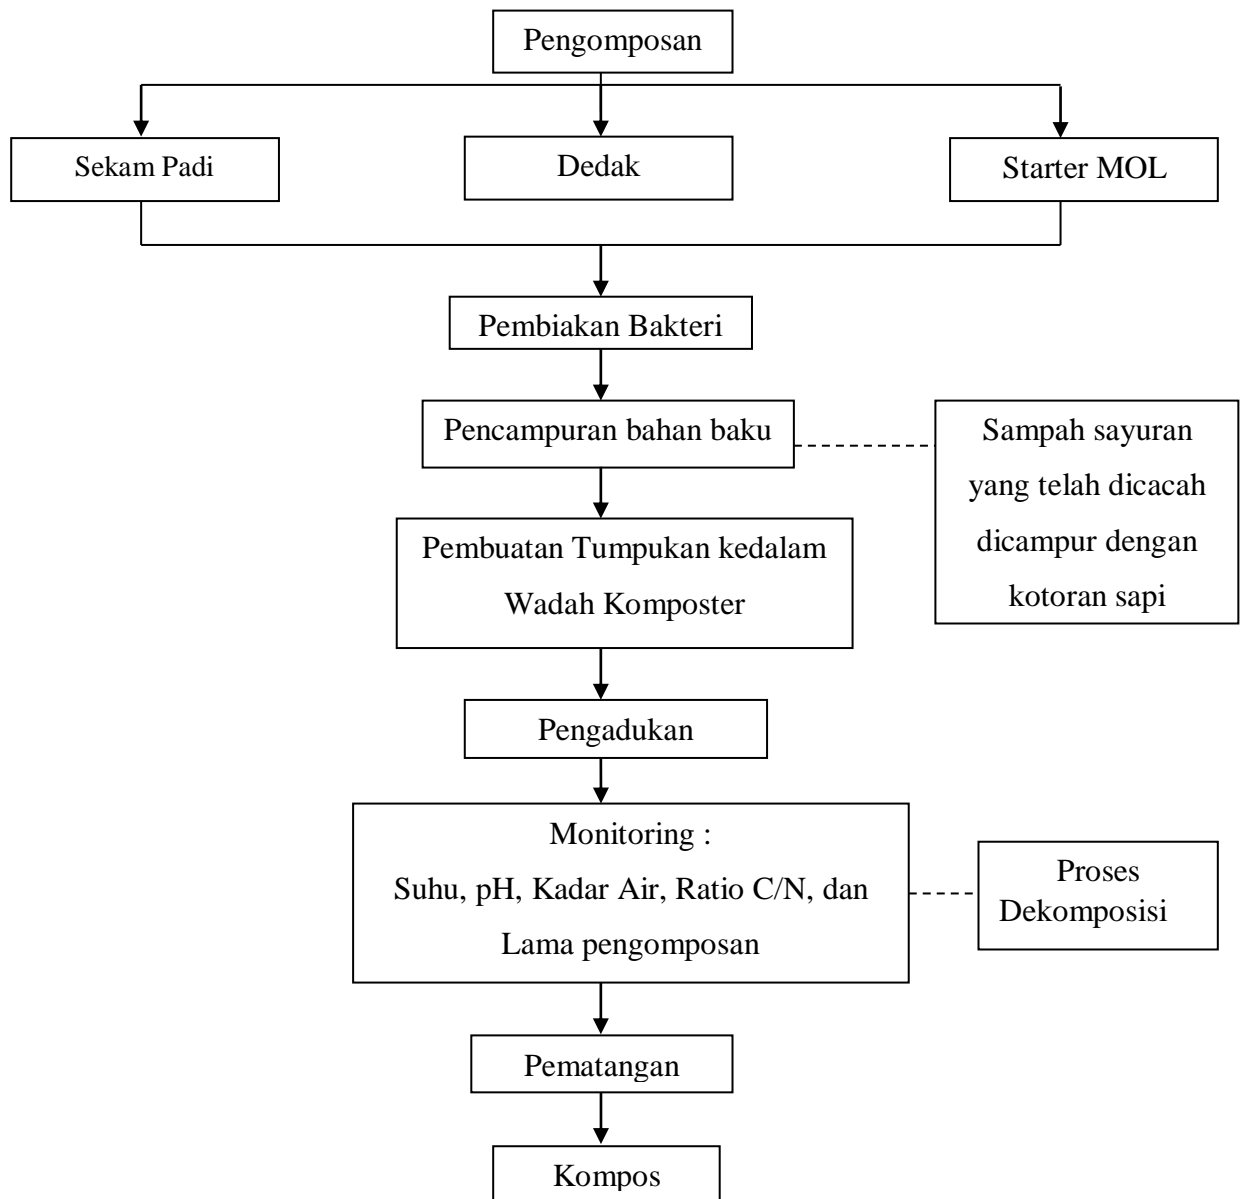 Pengomposan
Sekam Padi
Dedak
Starter MOL
Pembiakan Bakteri
Pencampuran bahan baku
Sampah sayuran
yang telah dicacah
dicampur dengan
kotoran sapi
Pembuatan Tumpukan kedalam
Wadah Komposter
Pengadukan
Monitoring :
Suhu, pH, Kadar Air, Ratio C/N, dan
Lama pengomposan
Proses
Dekomposisi
Pematangan
Kompos